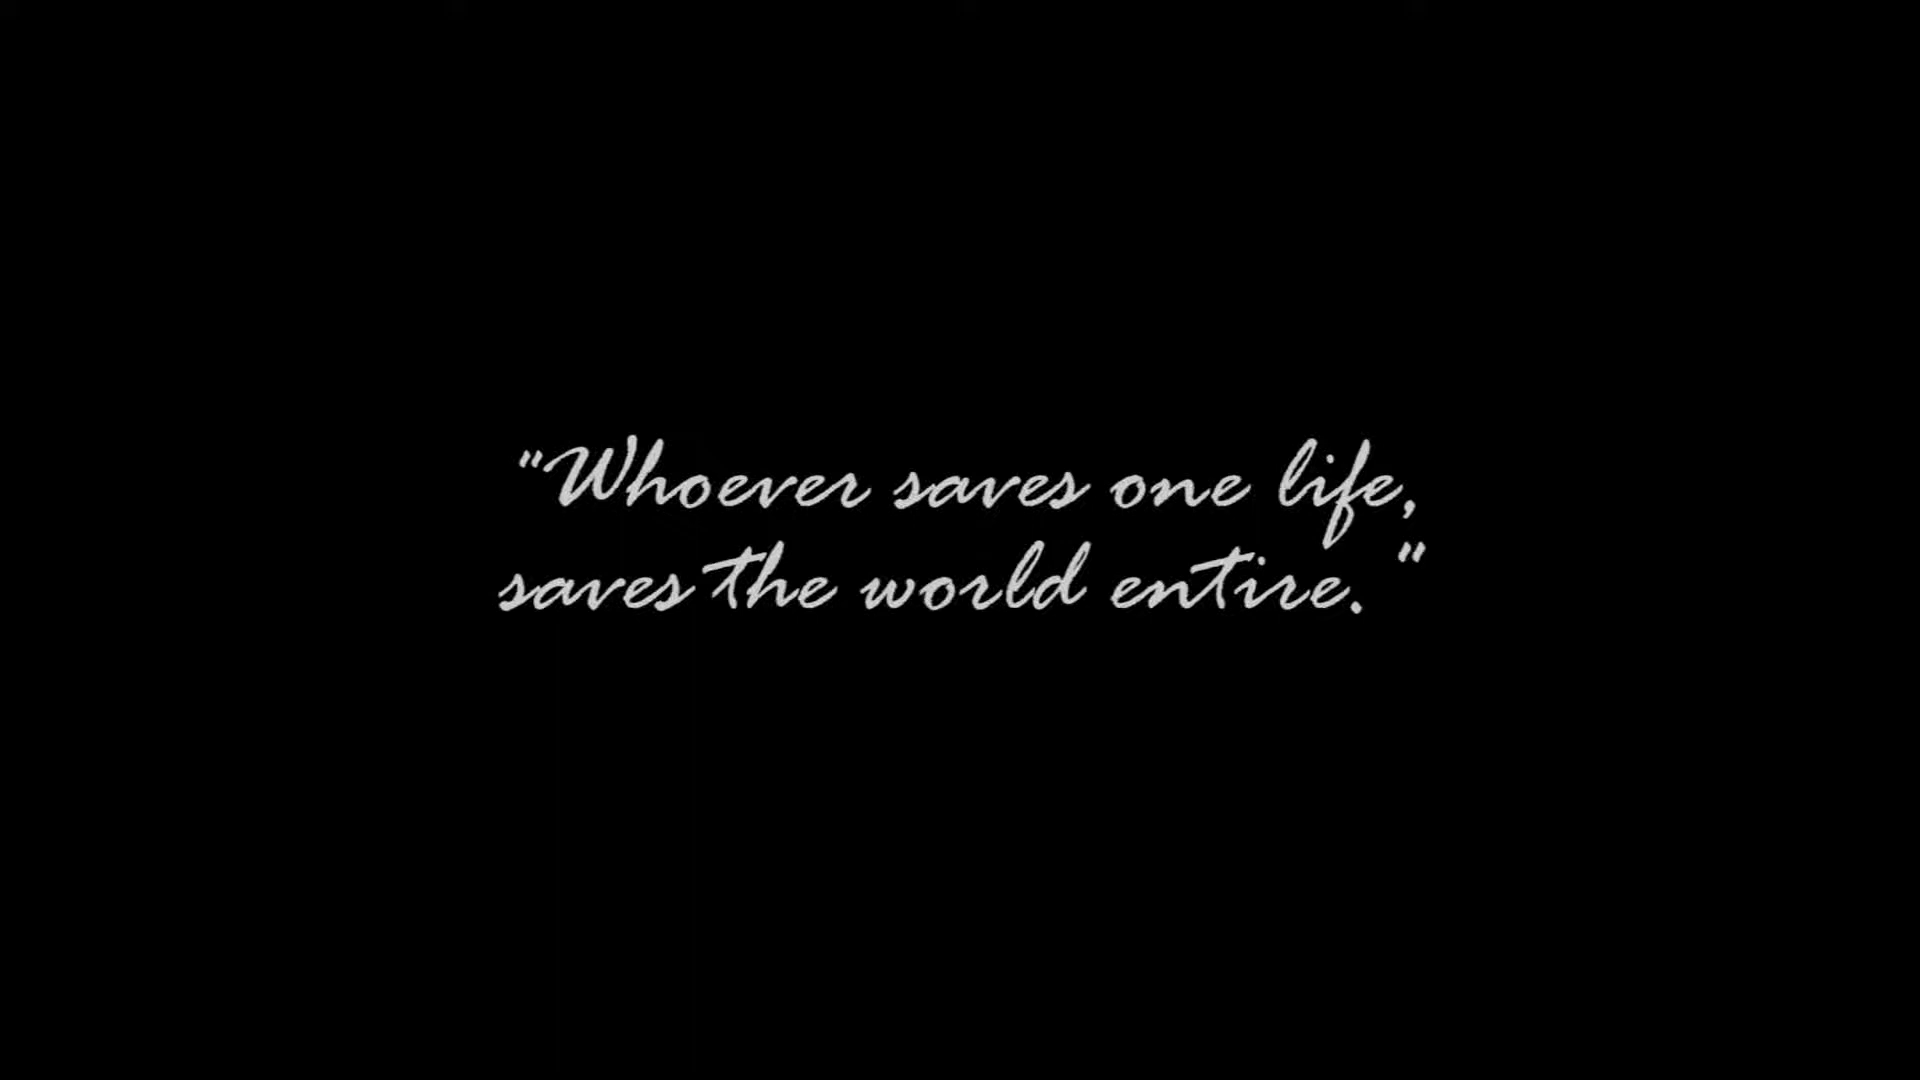 "Whoever saves one life,
saves the world entire. "